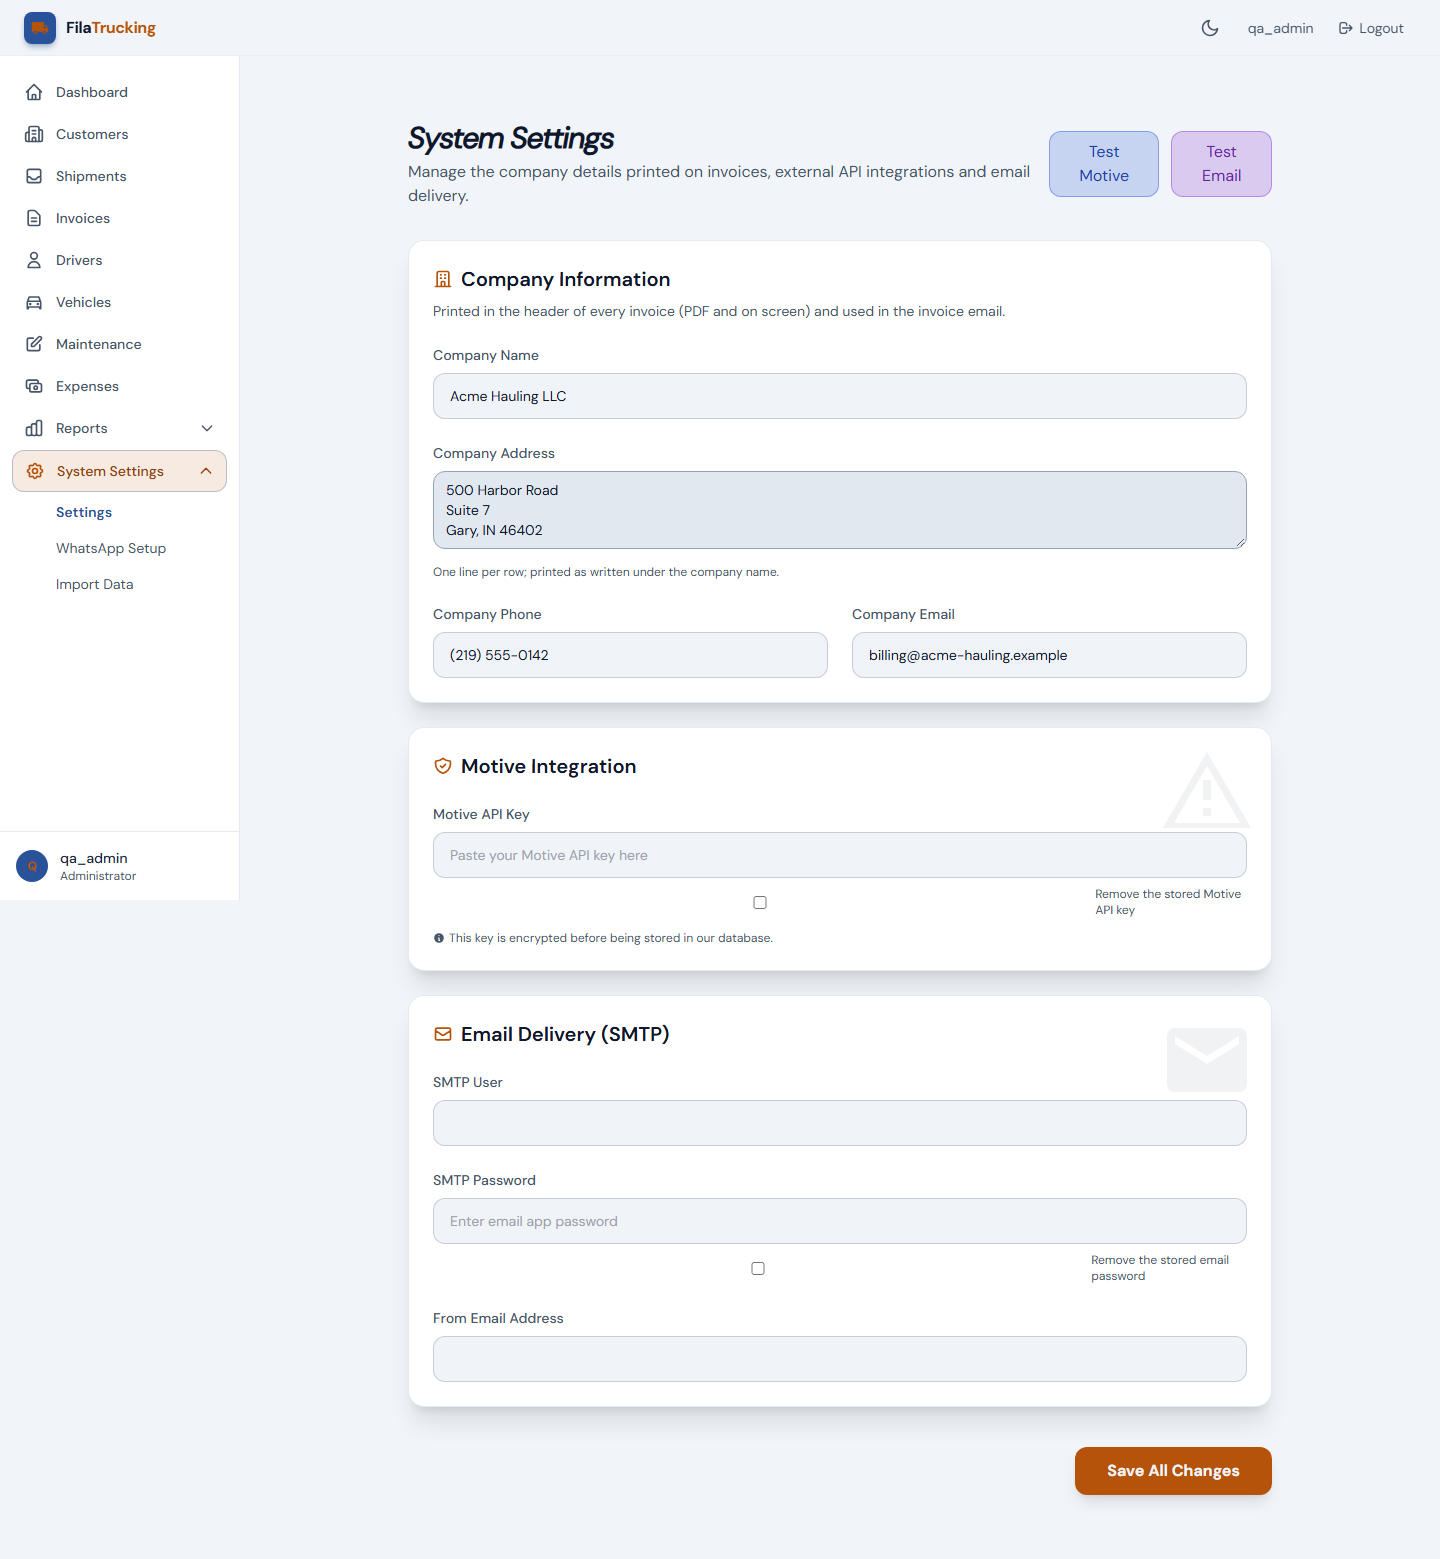 FilaTrucking
qa_admin
Logout
Dashboard
Customers
Shipments
Invoices
Drivers
Vehicles
Maintenance
Expenses
Reports
System Settings
Settings
WhatsApp Setup
Import Data
Q
qa_admin
Administrator
System Settings
Manage the company details printed on invoices, external API integrations and email
delivery.
Test
Motive
Test
Email
Company Information
Printed in the header of every invoice (PDF and on screen) and used in the invoice email.
Company Name
Acme Hauling LLC
Company Address
500 Harbor Road
Suite 7
Gary, IN 46402
One line per row; printed as written under the company name.
Company Phone
(219) 555-0142
Company Email
billing@acme-hauling.example
Motive Integration
Motive API Key
Paste your Motive API key here
Remove the stored Motive
API key
This key is encrypted before being stored in our database.
Email Delivery (SMTP)
SMTP User
SMTP Password
Enter email app password
Remove the stored email
password
From Email Address
Save All Changes